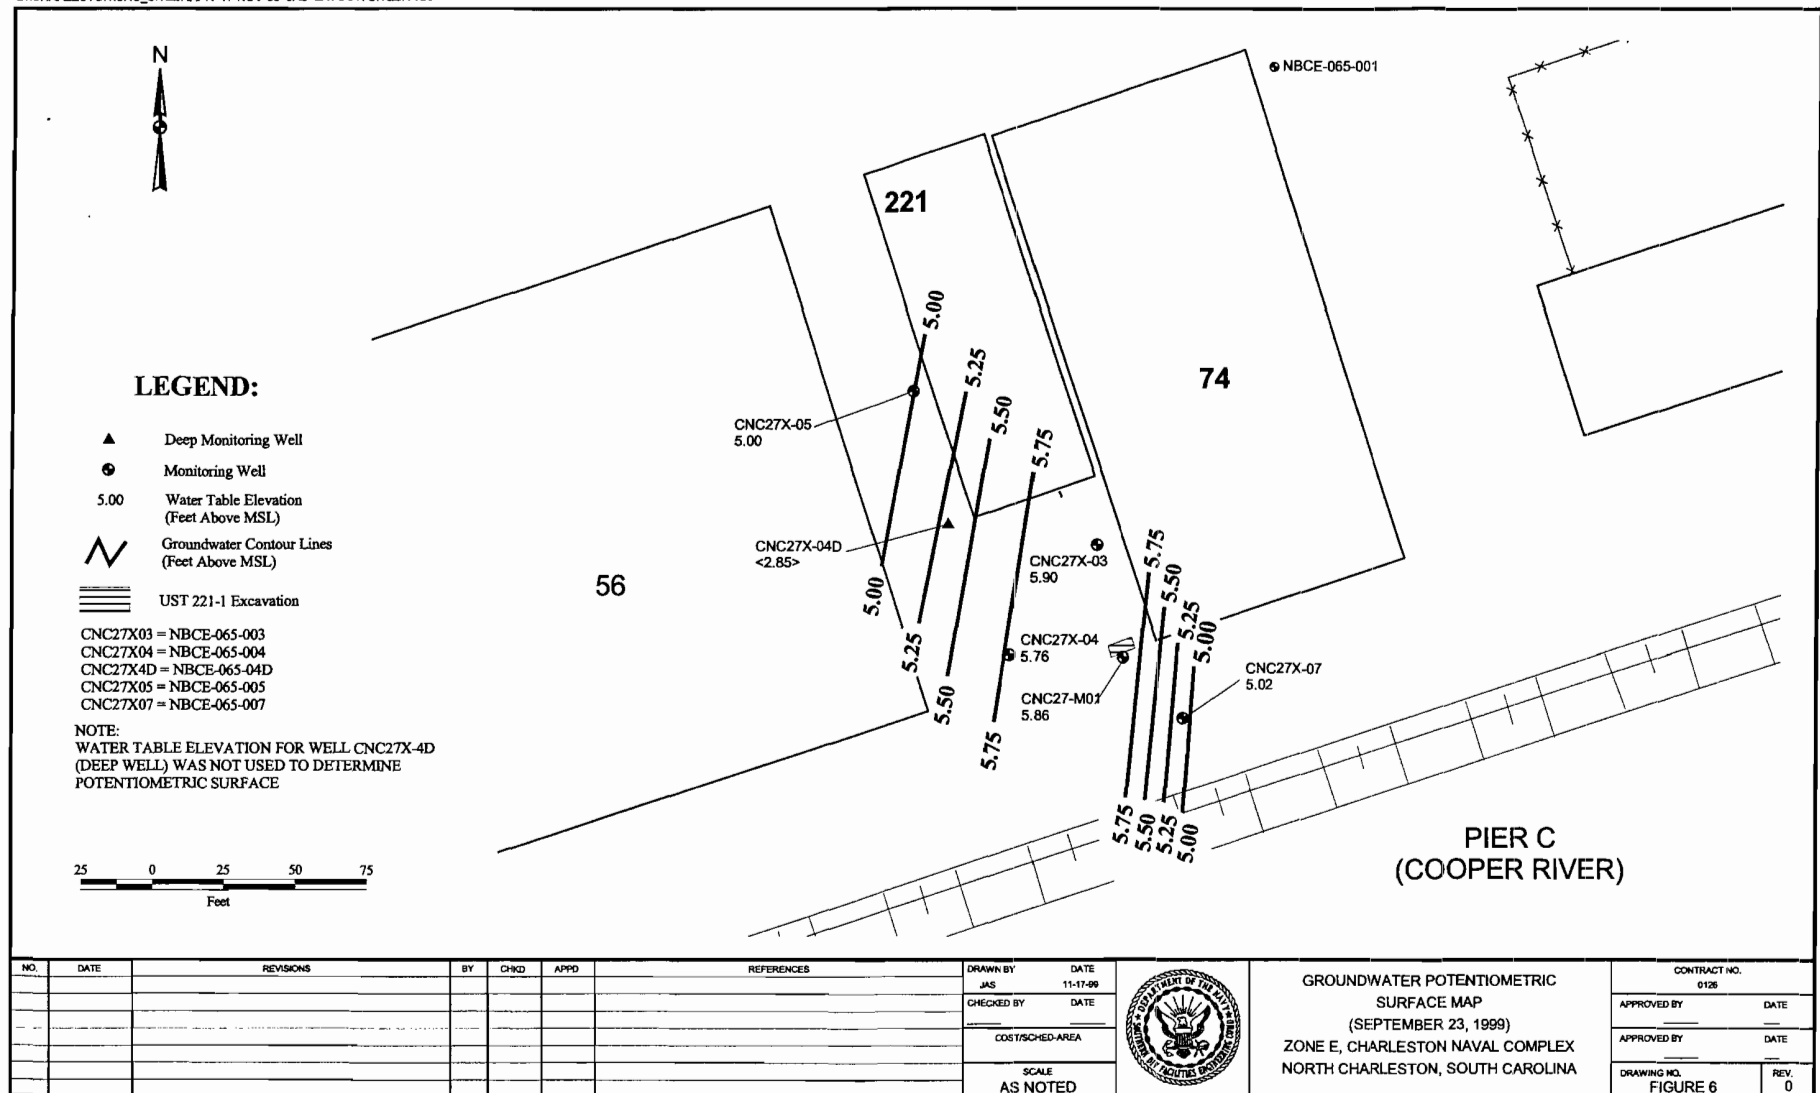 N
NBCE-065-001
221
74
56
5.00
5.25
5.50
5.75
CNC27X-05
5.00
CNC27X-04D
<2.85>
CNC27X-03
5.90
CNC27X-04
5.76
CNC27-M01
5.86
CNC27X-07
5.02
5.00
5.25
5.50
5.75
5.75
5.50
5.25
5.00
5.75
5.50
5.25
5.00
LEGEND:
Deep Monitoring Well
Monitoring Well
5.00 Water Table Elevation
(Feet Above MSL)
Groundwater Contour Lines
(Feet Above MSL)
UST 221-1 Excavation
CNC27X03 = NBCE-065-003
CNC27X04 = NBCE-065-004
CNC27X4D = NBCE-065-04D
CNC27X05 = NBCE-065-005
CNC27X07 = NBCE-065-007
NOTE:
WATER TABLE ELEVATION FOR WELL CNC27X-4D
(DEEP WELL) WAS NOT USED TO DETERMINE
POTENTIOMETRIC SURFACE
25 0 25 50 75
Feet
PIER C
(COOPER RIVER)
NO. DATE REVISIONS BY CHKD APPD REFERENCES
DRAWN BY DATE
JAS 11-17-99
CHECKED BY DATE
COST/SCHED-AREA
SCALE
AS NOTED
DEPARTMENT OF THE NAVY
SOUTHERN DIV FACILITIES ENGINEERING
GROUNDWATER POTENTIOMETRIC
SURFACE MAP
(SEPTEMBER 23, 1999)
ZONE E, CHARLESTON NAVAL COMPLEX
NORTH CHARLESTON, SOUTH CAROLINA
CONTRACT NO.
0126
APPROVED BY DATE
APPROVED BY DATE
DRAWING NO. REV.
FIGURE 6 0